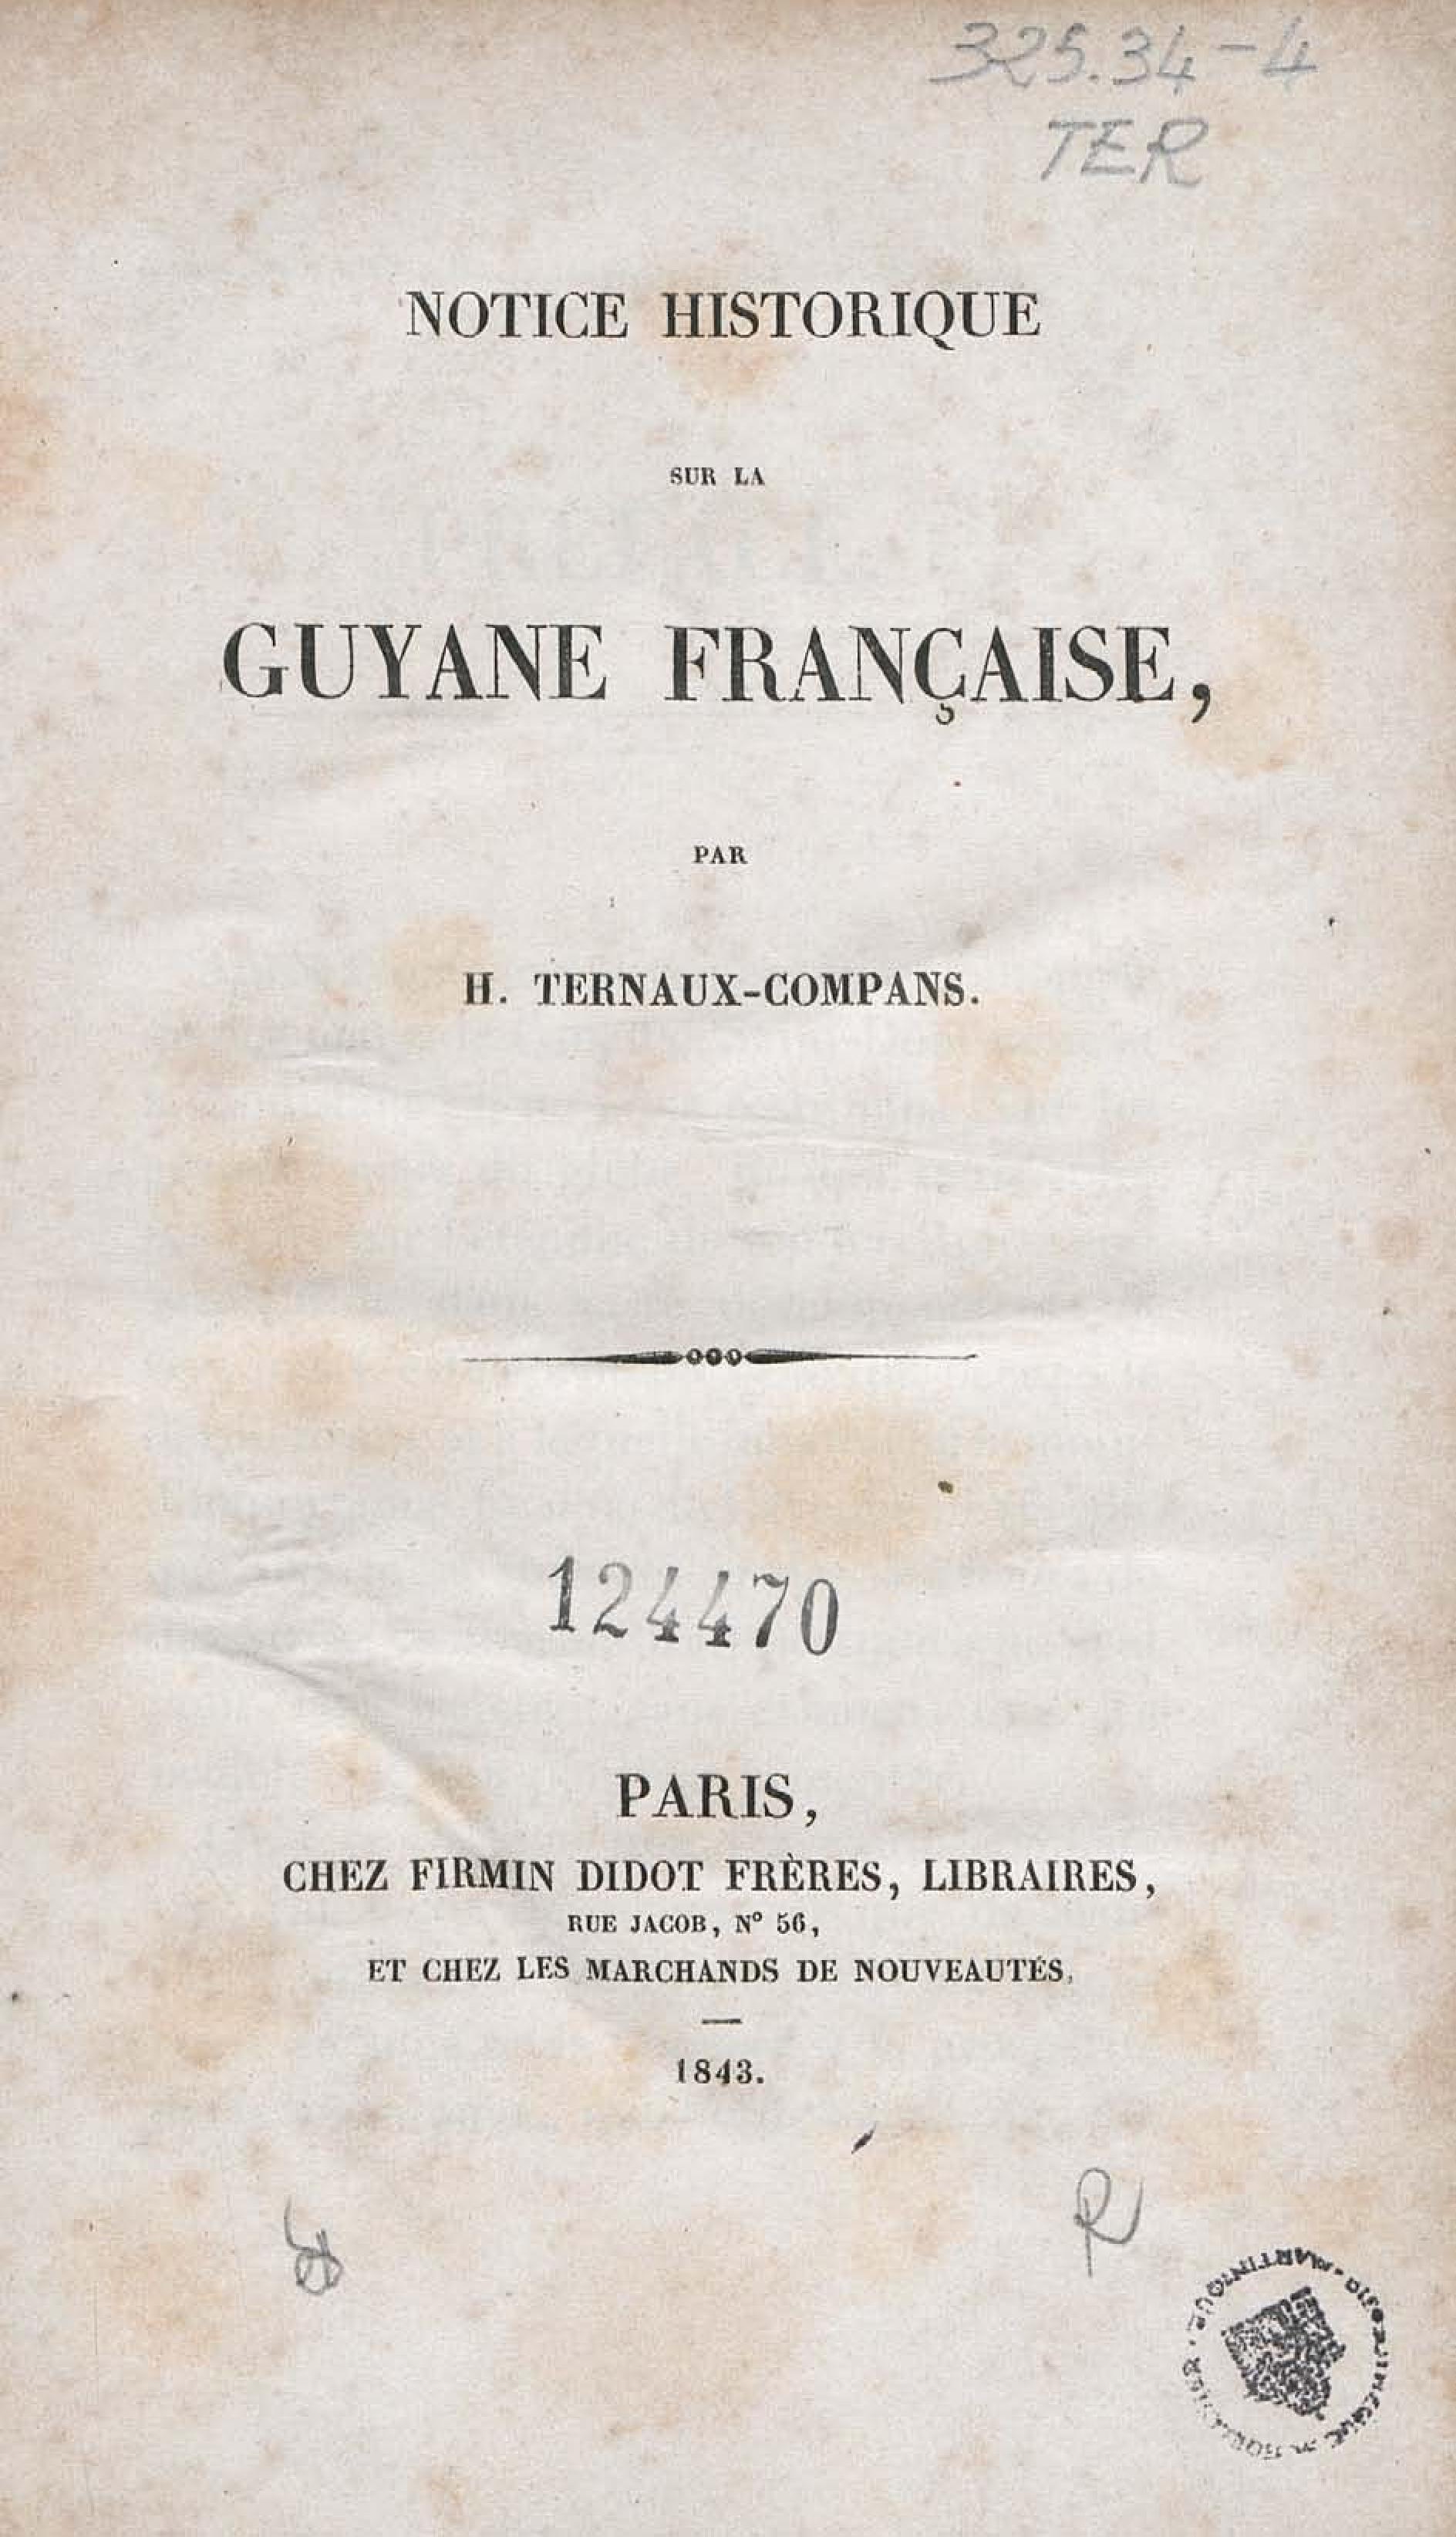 325.34-4
TER
NOTICE HISTORIQUE
SUR LA
GUYANE FRANÇAISE,
PAR
H. TERNAUX-COMPANS.
124470
PARIS,
CHEZ FIRMIN DIDOT FRÈRES, LIBRAIRES,
RUE JACOB, N° 56,
ET CHEZ LES MARCHANDS DE NOUVEAUTÉS,
1843.
R
MARTINIQUE